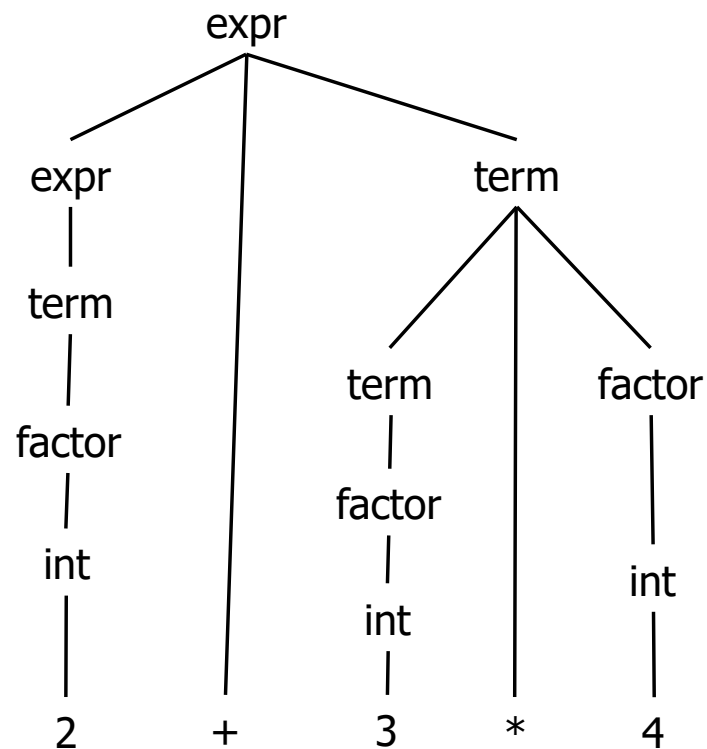 expr
expr term
term
term factor
factor
factor
int
int
int
2 + 3 * 4